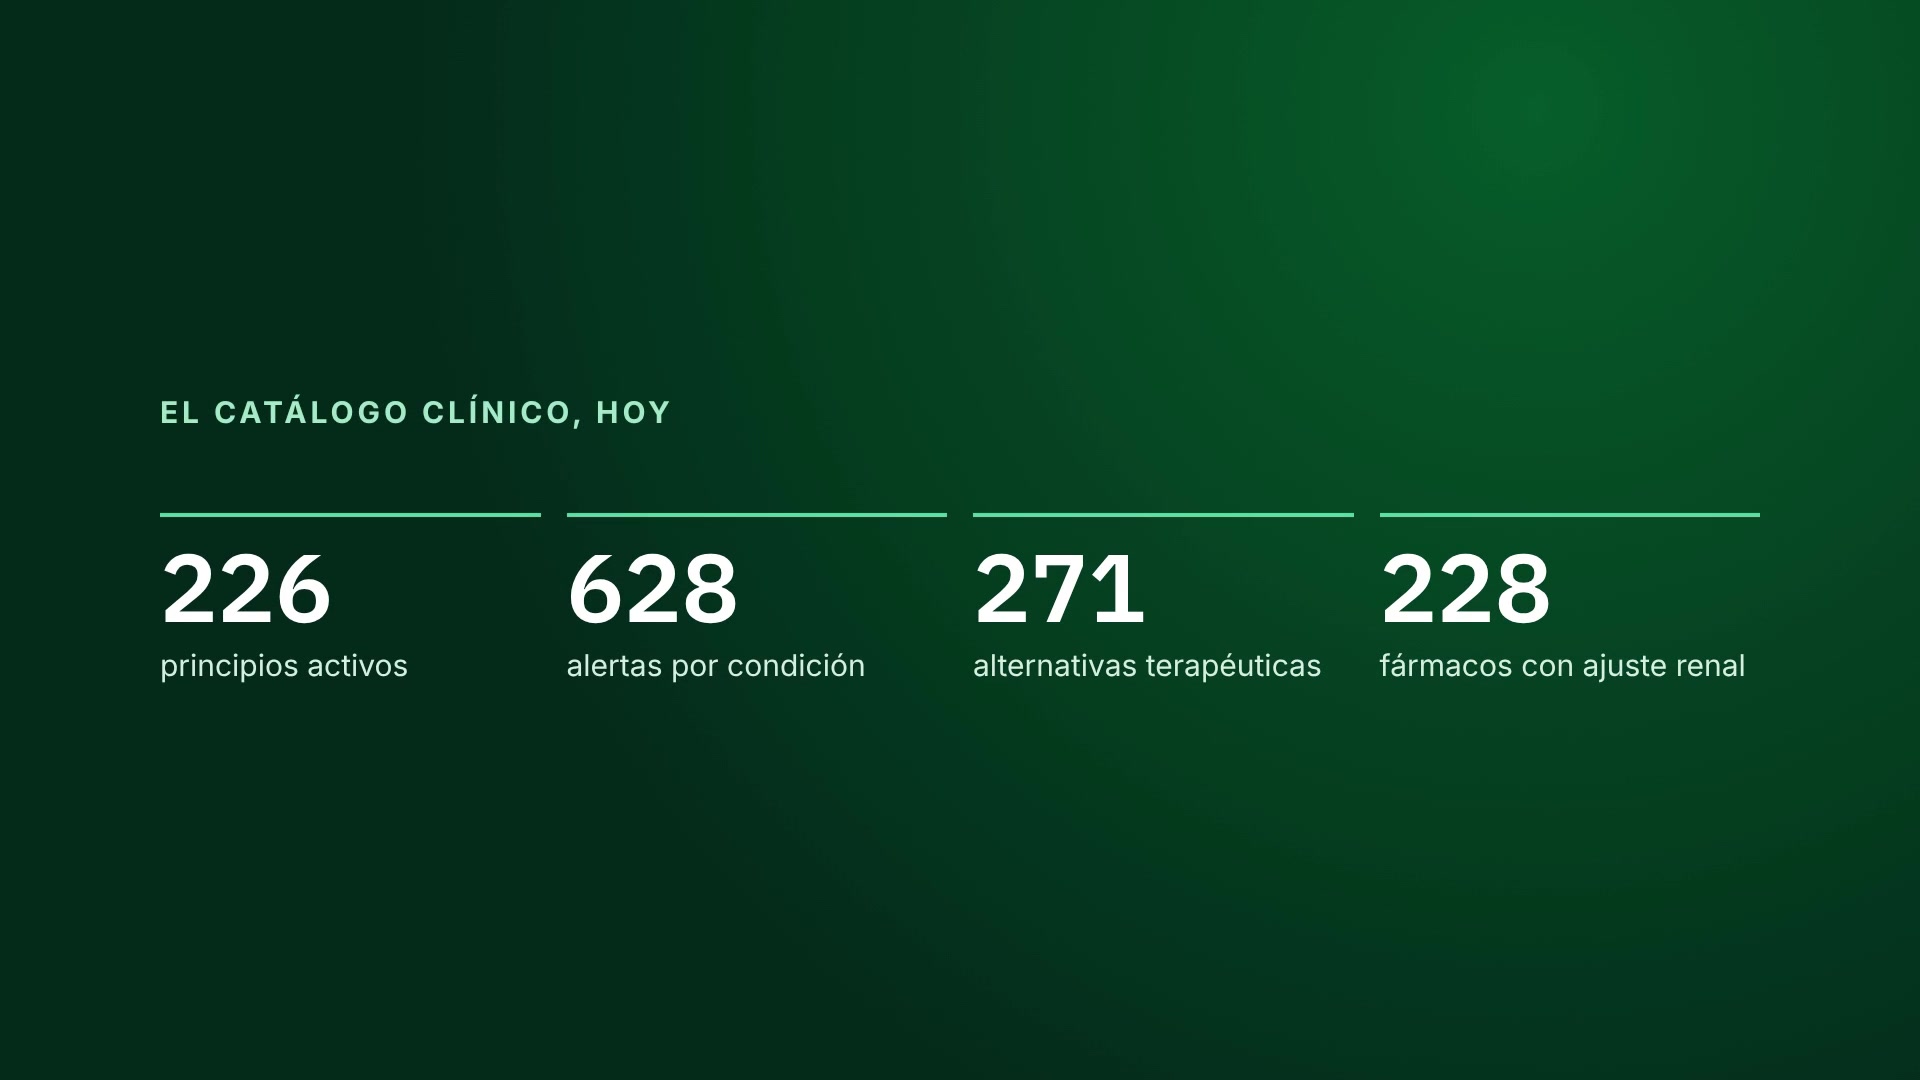 EL CATÁLOGO CLÍNICO, HOY
226
principios activos
628
alertas por condición
271
alternativas terapéuticas
228
fármacos con ajuste renal